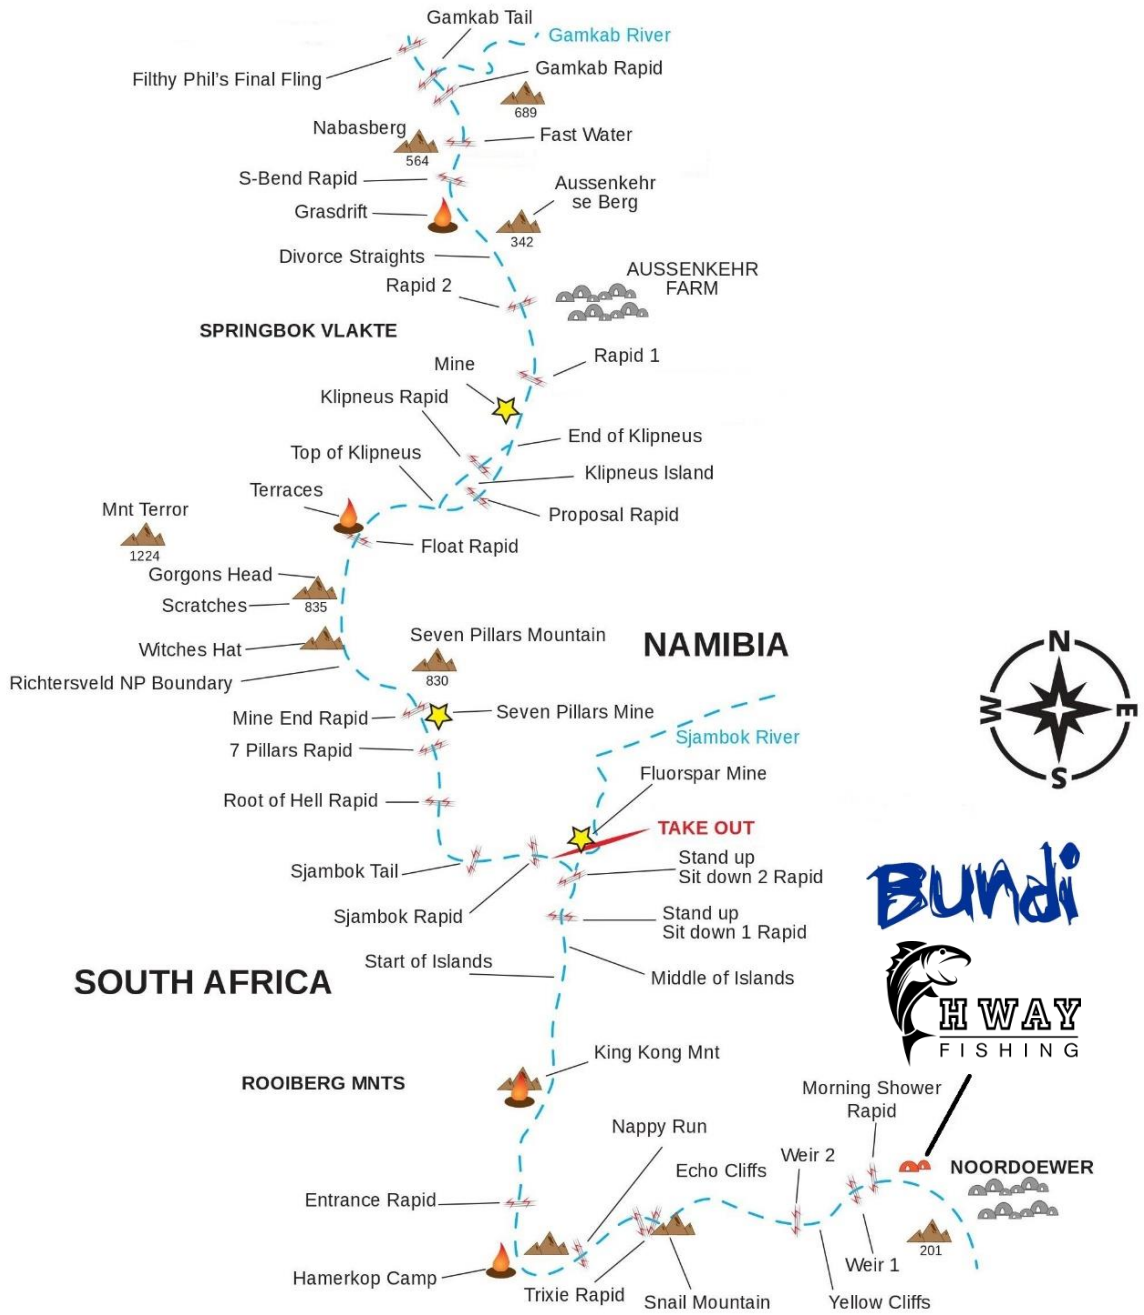 Gamkab Tail
Gamkab River
Filthy Phil's Final Fling
Gamkab Rapid
689
Nabasberg
564
Fast Water
S-Bend Rapid
Aussenkehr
se Berg
342
Grasdrift
Divorce Straights
AUSSENKEHR
FARM
Rapid 2
SPRINGBOK VLAKTE
Rapid 1
Mine
Klipneus Rapid
End of Klipneus
Top of Klipneus
Klipneus Island
Terraces
Mnt Terror
1224
Proposal Rapid
Float Rapid
Gorgons Head
Scratches
835
Witches Hat
Seven Pillars Mountain
830
NAMIBIA
Richtersveld NP Boundary
N
W
E
S
Mine End Rapid
Seven Pillars Mine
7 Pillars Rapid
Sjambok River
Fluorspar Mine
Root of Hell Rapid
TAKE OUT
Sjambok Tail
Stand up
Sit down 2 Rapid
Sjambok Rapid
Stand up
Sit down 1 Rapid
Bundi
Start of Islands
Middle of Islands
SOUTH AFRICA
H WAY
FISHING
King Kong Mnt
ROOIBERG MNTS
Morning Shower
Rapid
Nappy Run
Weir 2
Echo Cliffs
NOORDOEWER
Entrance Rapid
201
Weir 1
Hamerkop Camp
Trixie Rapid
Snail Mountain
Yellow Cliffs